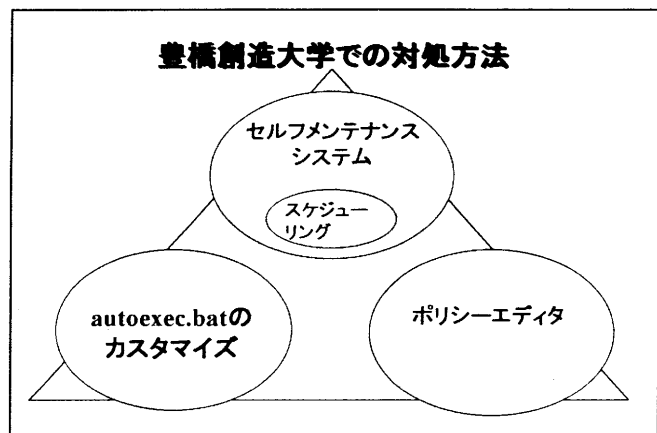 豊橋創造大学での対処方法
セルフメンテナンス
システム
スケジュー
リング
autoexec.batの
カスタマイズ
ポリシーエディタ